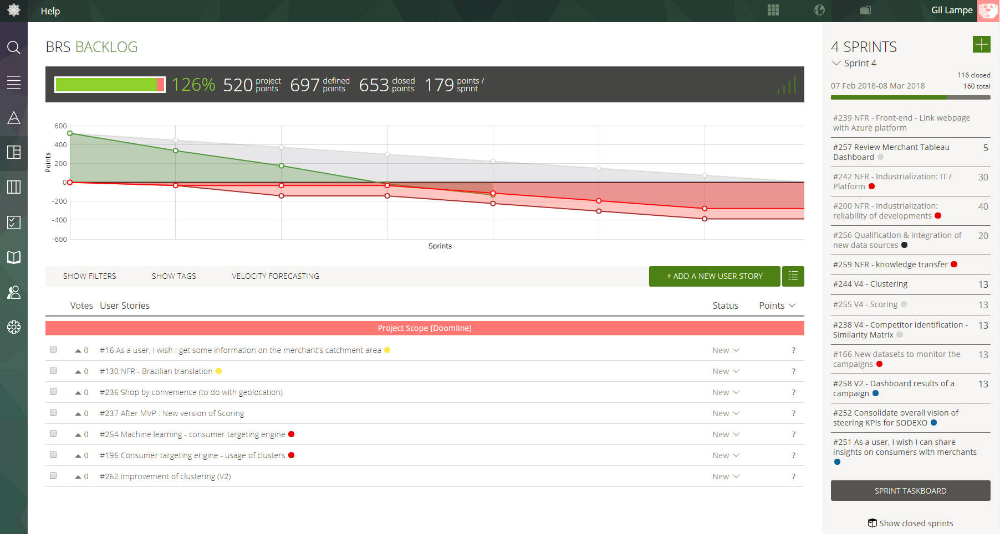 Help
Gil Lampe
BRS BACKLOG
126% 520 project points 697 defined points 653 closed points 179 points / sprint
600
400
200
0
-200
-400
-600
Points
Sprints
SHOW FILTERS SHOW TAGS VELOCITY FORECASTING + ADD A NEW USER STORY
Votes User Stories Status Points
Project Scope [Doomline]
0 #16 As a user, I wish I get some information on the merchant's catchment area New ?
0 #130 NFR - Brazilian translation New ?
0 #236 Shop by convenience (to do with geolocation) New ?
0 #237 After MVP : New version of Scoring New ?
0 #254 Machine learning - consumer targeting engine New ?
0 #196 Consumer targeting engine - usage of clusters New ?
0 #262 Improvement of clustering (V2) New ?
4 SPRINTS
Sprint 4
116 closed
07 Feb 2018-08 Mar 2018 160 total
#239 NFR - Front-end - Link webpage
with Azure platform
#257 Review Merchant Tableau 5
Dashboard
#242 NFR - Industrialization: IT / 30
Platform
#200 NFR - Industrialization: 40
reliability of developments
#256 Qualification & integration of 20
new data sources
#259 NFR - knowledge transfer
#244 V4 - Clustering 13
#255 V4 - Scoring 13
#238 V4 - Competitor identification - 13
Similarity Matrix
#166 New datasets to monitor the 13
campaigns
#258 V2 - Dashboard results of a 13
campaign
#252 Consolidate overall vision of
steering KPIs for SODEXO
#251 As a user, I wish I can share
insights on consumers with merchants
SPRINT TASKBOARD
Show closed sprints